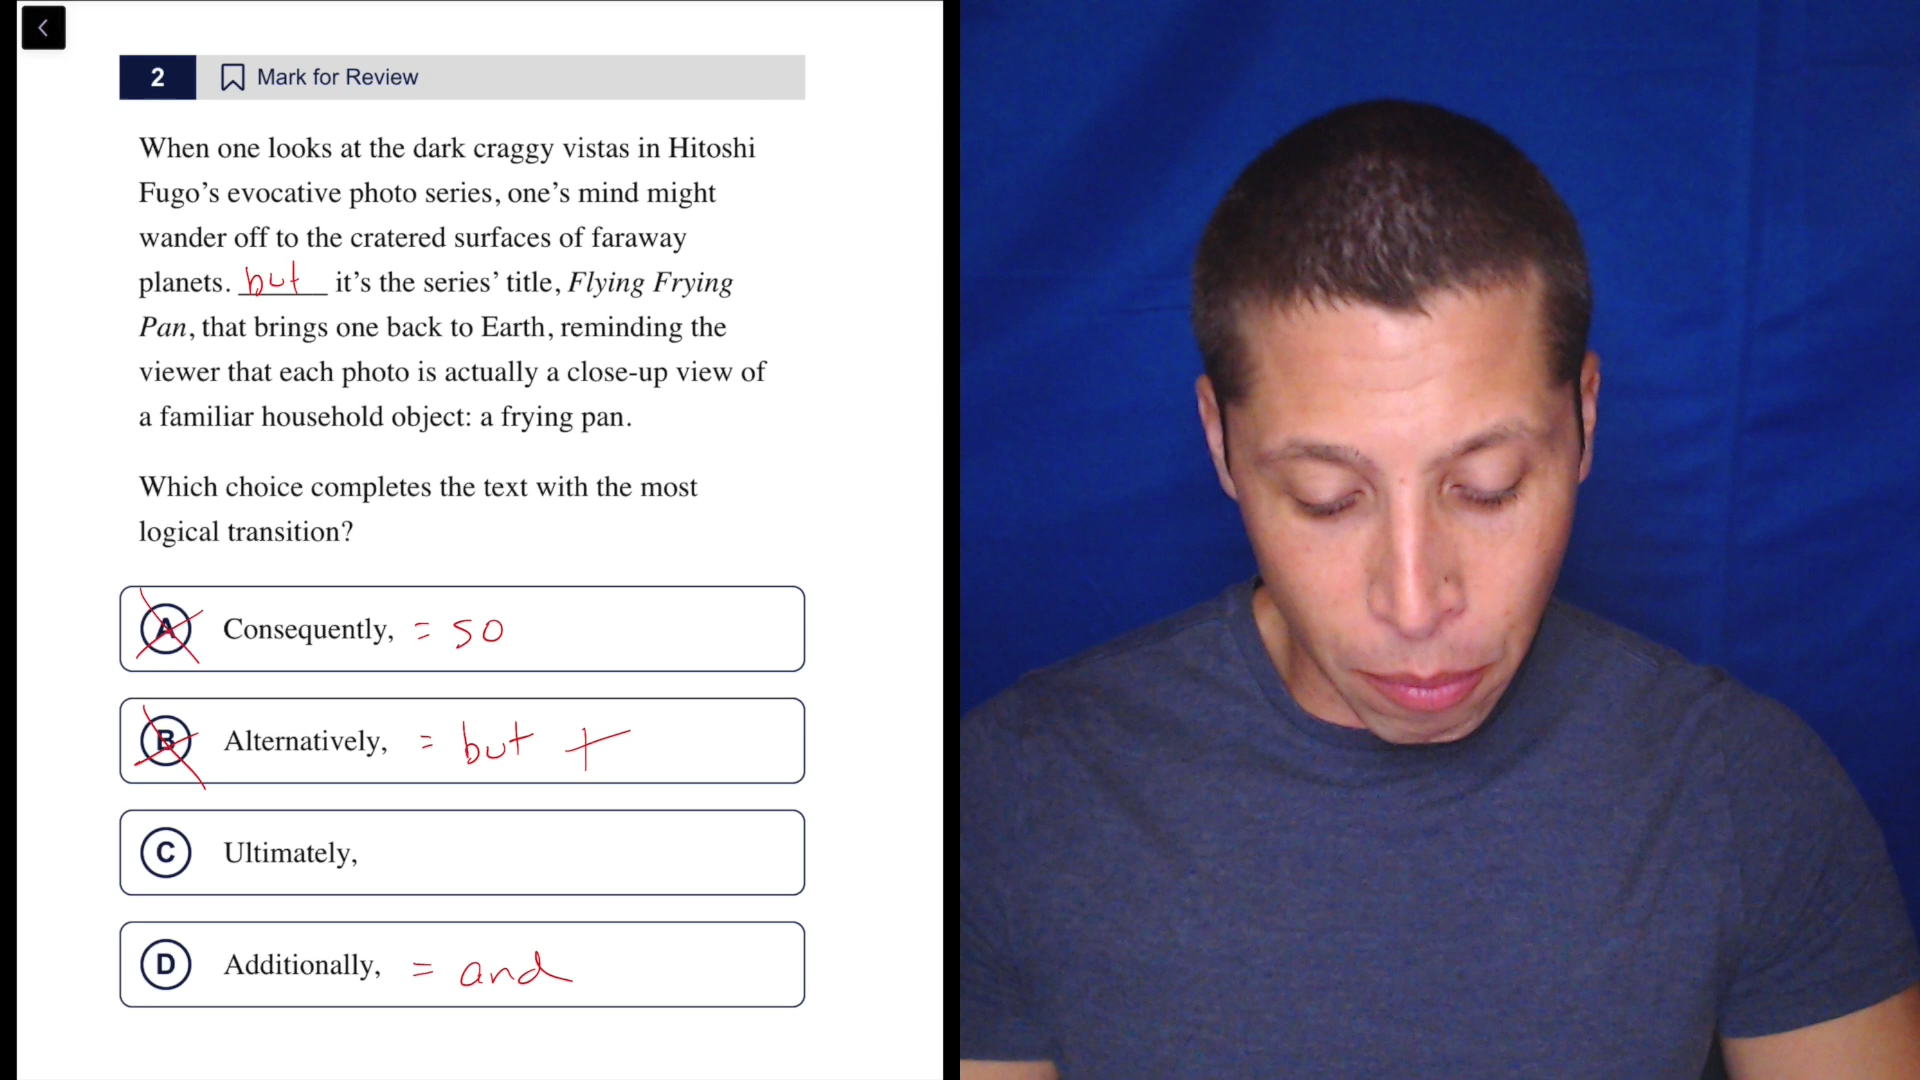 2 Mark for Review
When one looks at the dark craggy vistas in Hitoshi
Fugo’s evocative photo series, one’s mind might
wander off to the cratered surfaces of faraway
planets. but it’s the series’ title, Flying Frying
Pan, that brings one back to Earth, reminding the
viewer that each photo is actually a close-up view of
a familiar household object: a frying pan.
Which choice completes the text with the most
logical transition?
A Consequently, = so
B Alternatively, = but +
C Ultimately,
D Additionally, = and